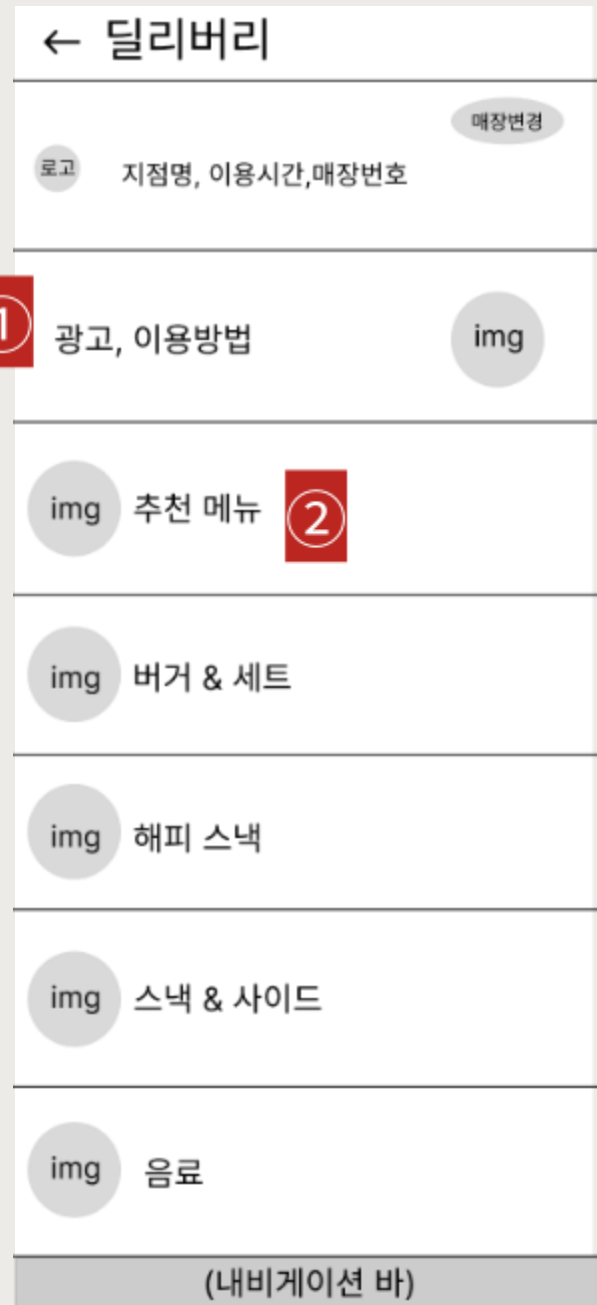 ← 딜리버리
매장변경
로고 지점명, 이용시간,매장번호
① 광고, 이용방법 img
img 추천 메뉴 ②
img 버거 & 세트
img 해피 스낵
img 스낵 & 사이드
img 음료
(내비게이션 바)